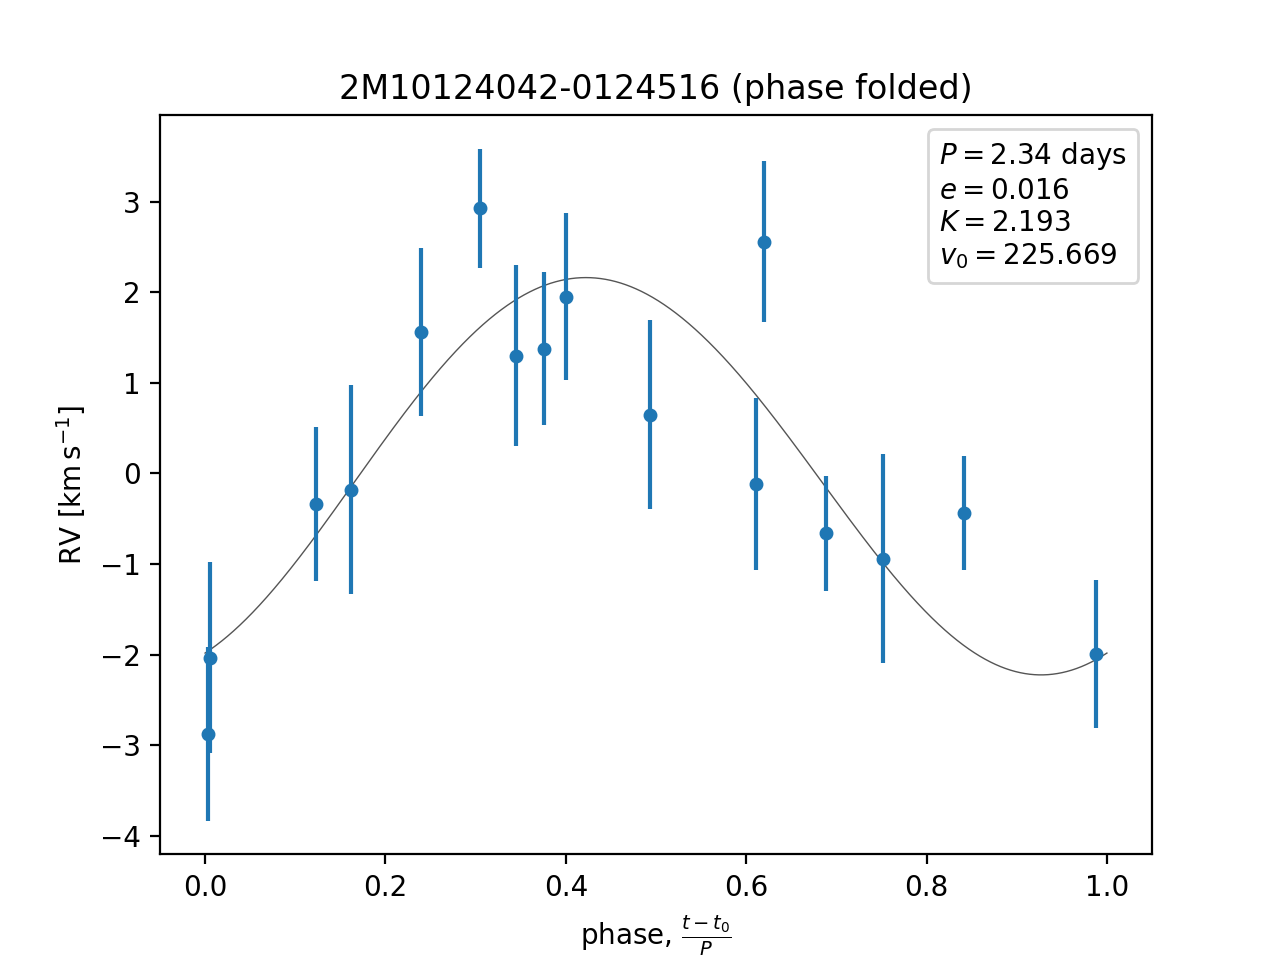 2M10124042-0124516 (phase folded)
P = 2.34 days
e = 0.016
K = 2.193
v₀ = 225.669
RV [km s⁻¹]
3
2
1
0
−1
−2
−3
−4
0.0 0.2 0.4 0.6 0.8 1.0
phase, (t − t₀)/P